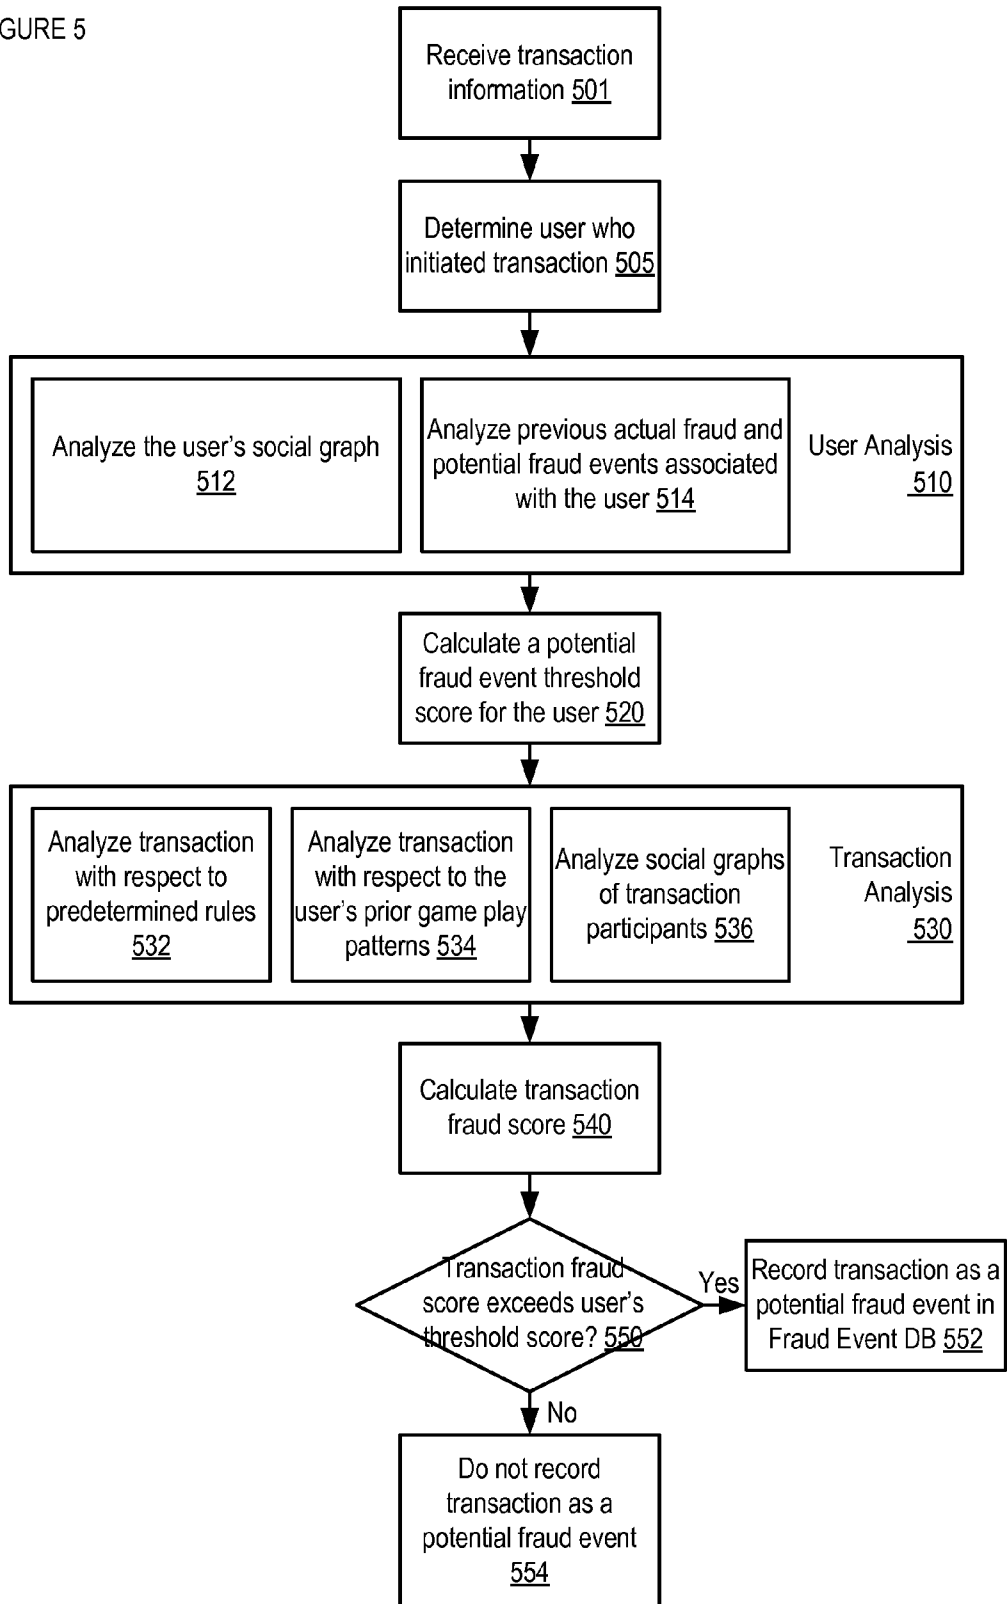 GURE 5
Receive transaction
information 501
Determine user who
initiated transaction 505
Analyze the user's social graph
512
Analyze previous actual fraud and
potential fraud events associated
with the user 514
User Analysis
510
Calculate a potential
fraud event threshold
score for the user 520
Analyze transaction
with respect to
predetermined rules
532
Analyze transaction
with respect to the
user's prior game play
patterns 534
Analyze social graphs
of transaction
participants 536
Transaction
Analysis
530
Calculate transaction
fraud score 540
Transaction fraud
score exceeds user's
threshold score? 550
Yes
Record transaction as a
potential fraud event in
Fraud Event DB 552
No
Do not record
transaction as a
potential fraud event
554